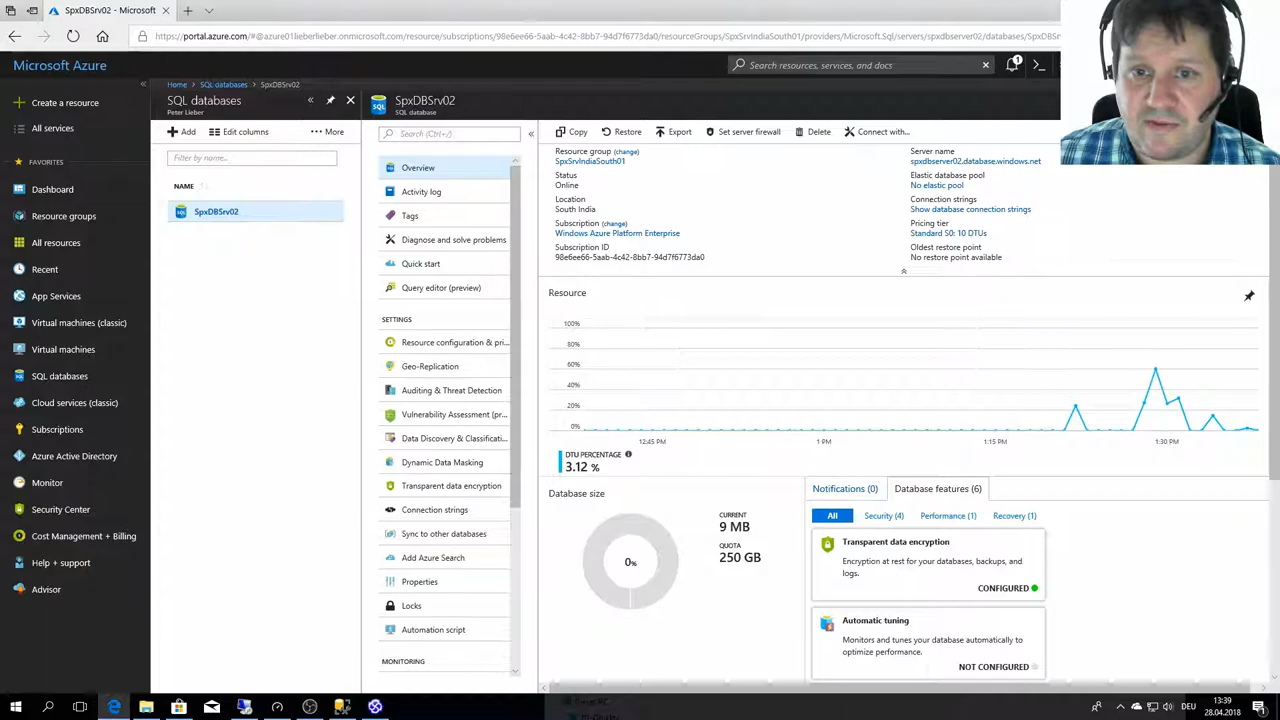 SpxDBSrv02 - Microsoft
https://portal.azure.com/#@azure01lieberlieber.onmicrosoft.com/resource/subscriptions/98e6ee66-5aab-4c42-8bb7-94d7f6773da0/resourceGroups/SpxSrvIndiaSouth01/providers/Microsoft.Sql/servers/spxdbserver02/databases/SpxDBSrv
Microsoft Azure
Search resources, services, and docs
1
Home > SQL databases > SpxDBSrv02
SQL databases
Peter Lieber
SpxDBSrv02
SQL database
Create a resource
All services
FAVORITES
Dashboard
Resource groups
All resources
Recent
App Services
Virtual machines (classic)
Virtual machines
SQL databases
Cloud services (classic)
Subscriptions
Azure Active Directory
Monitor
Security Center
Cost Management + Billing
Help + support
Advisor
Add
Edit columns
More
Filter by name...
NAME
SpxDBSrv02
Search (Ctrl+/)
Overview
Activity log
Tags
Diagnose and solve problems
Quick start
Query editor (preview)
SETTINGS
Resource configuration & pri...
Geo-Replication
Auditing & Threat Detection
Vulnerability Assessment (pr...
Data Discovery & Classificati...
Dynamic Data Masking
Transparent data encryption
Connection strings
Sync to other databases
Add Azure Search
Properties
Locks
Automation script
MONITORING
Copy
Restore
Export
Set server firewall
Delete
Connect with...
Resource group (change)
SpxSrvIndiaSouth01
Status
Online
Location
South India
Subscription (change)
Windows Azure Platform Enterprise
Subscription ID
98e6ee66-5aab-4c42-8bb7-94d7f6773da0
Server name
spxdbserver02.database.windows.net
Elastic database pool
No elastic pool
Connection strings
Show database connection strings
Pricing tier
Standard S0: 10 DTUs
Oldest restore point
No restore point available
Resource
100%
80%
60%
40%
20%
0%
12:45 PM
1 PM
1:15 PM
1:30 PM
DTU PERCENTAGE
3.12 %
Database size
0%
CURRENT
9 MB
QUOTA
250 GB
Notifications (0)
Database features (6)
All
Security (4)
Performance (1)
Recovery (1)
Transparent data encryption
Encryption at rest for your databases, backups, and
logs.
CONFIGURED
Automatic tuning
Monitors and tunes your database automatically to
optimize performance.
NOT CONFIGURED
DEU
13:39
28.04.2018